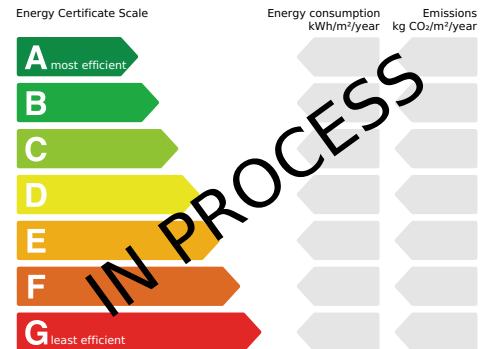 Energy Certificate Scale
Energy consumption
kWh/m²/year
Emissions
kg CO₂/m²/year
A most efficient
B
C
D
E
F
G least efficient
IN PROCESS